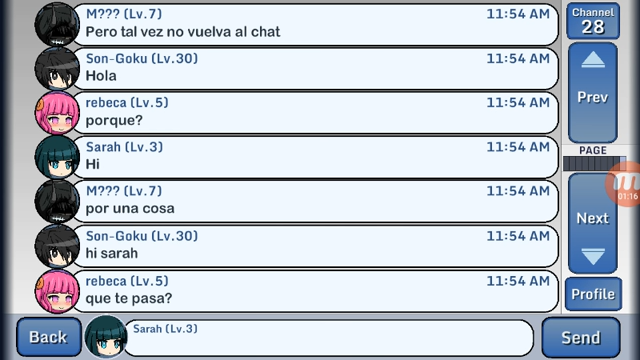 M??? (Lv.7) 11:54 AM
Pero tal vez no vuelva al chat
Son-Goku (Lv.30) 11:54 AM
Hola
rebeca (Lv.5) 11:54 AM
porque?
Sarah (Lv.3) 11:54 AM
Hi
M??? (Lv.7) 11:54 AM
por una cosa
Son-Goku (Lv.30) 11:54 AM
hi sarah
rebeca (Lv.5) 11:54 AM
que te pasa?
Channel
28
Prev
PAGE
01:16
Next
Profile
Back
Sarah (Lv.3)
Send